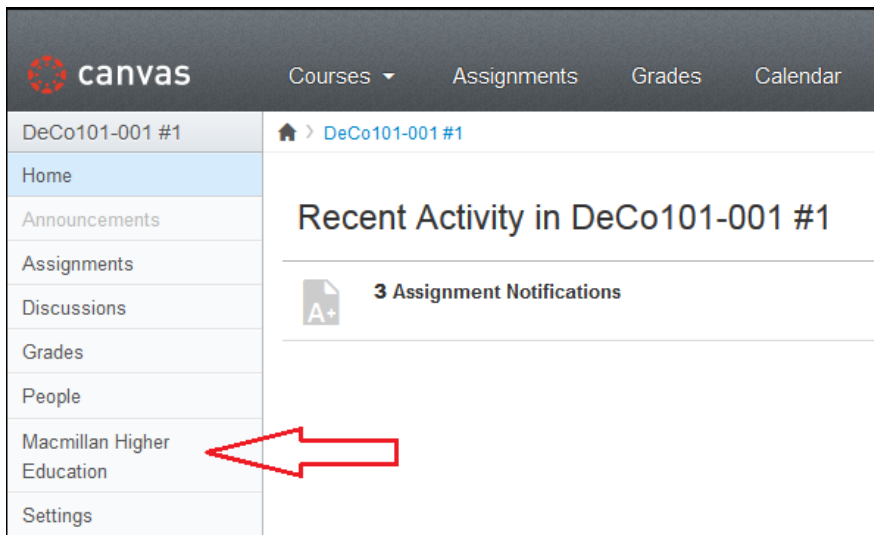 canvas
Courses Assignments Grades Calendar
DeCo101-001 #1
DeCo101-001 #1
Home
Announcements
Assignments
Discussions
Grades
People
Macmillan Higher
Education
Settings
Recent Activity in DeCo101-001 #1
A+
3 Assignment Notifications